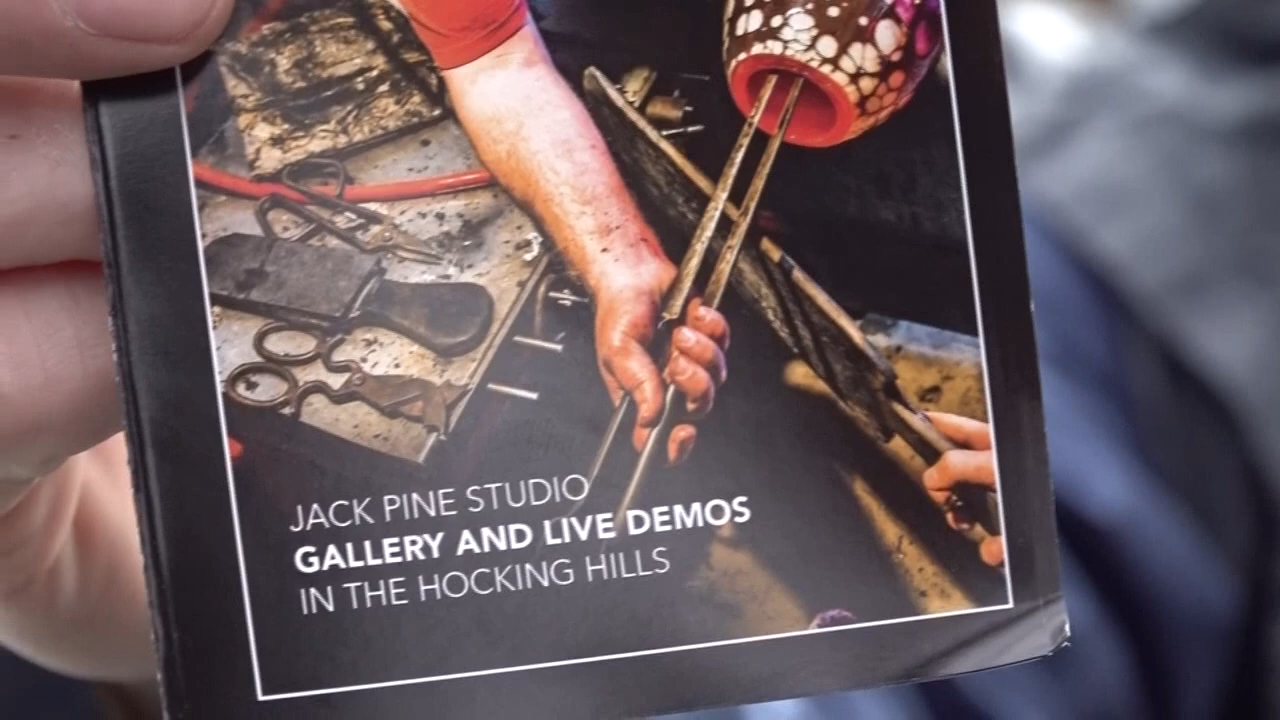 JACK PINE STUDIO
GALLERY AND LIVE DEMOS
IN THE HOCKING HILLS